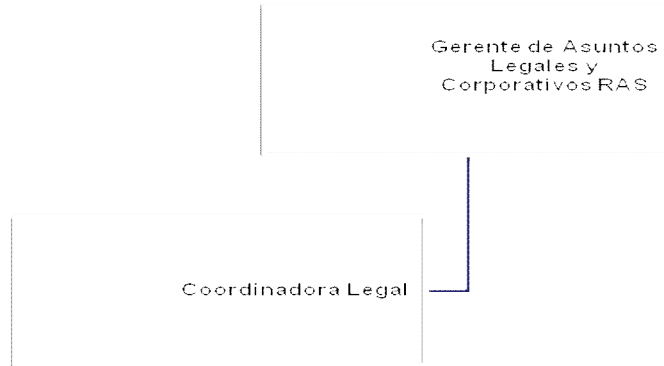 Gerente de Asuntos
Legales y
Corporativos RAS
Coordinadora Legal